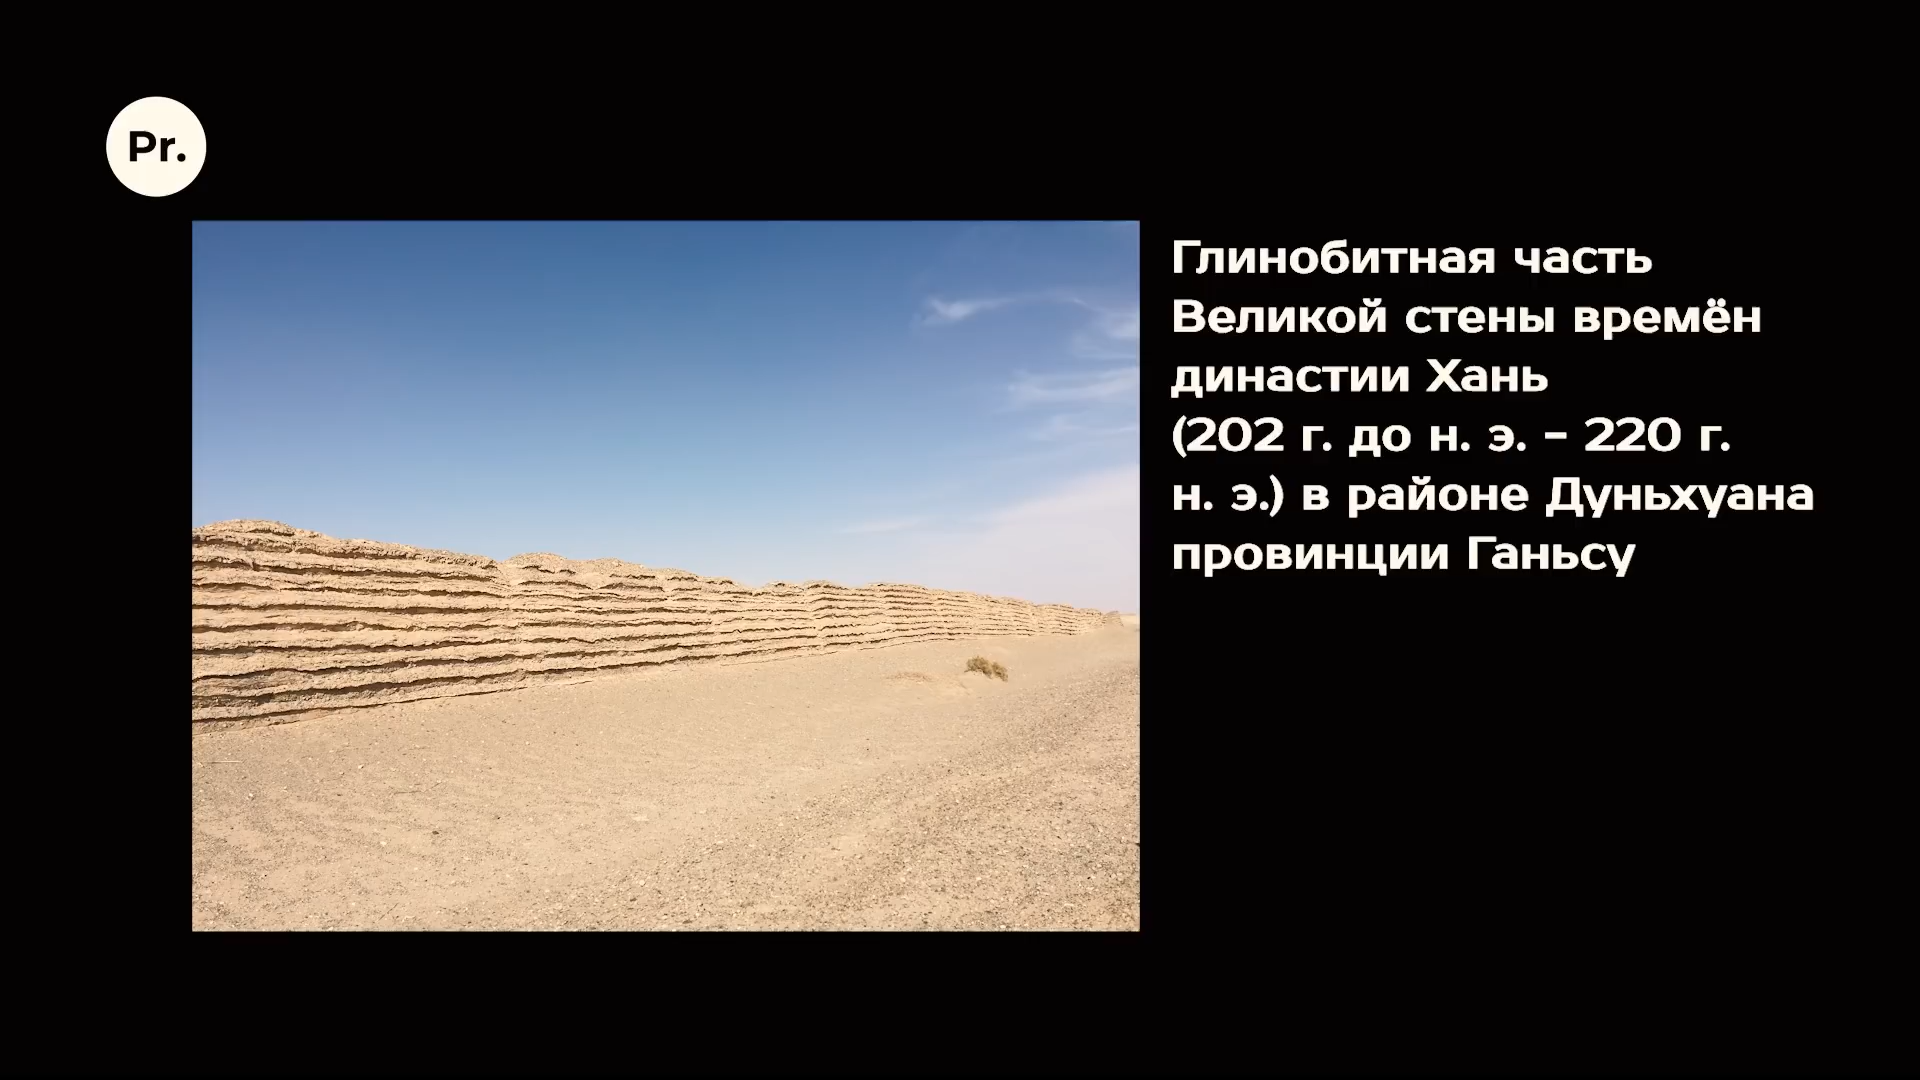 Pr.
Глинобитная часть
Великой стены времён
династии Хань
(202 г. до н. э. – 220 г.
н. э.) в районе Дуньхуана
провинции Ганьсу